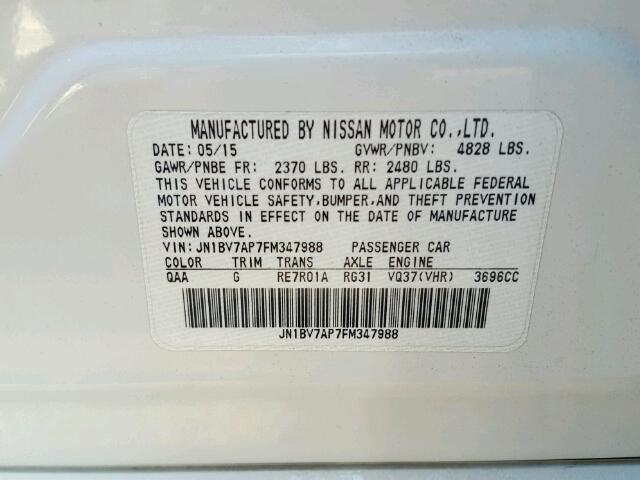 MANUFACTURED BY NISSAN MOTOR CO.,LTD.
DATE: 05/15 GVWR/PNBV: 4828 LBS.
GAWR/PNBE FR: 2370 LBS. RR: 2480 LBS.
THIS VEHICLE CONFORMS TO ALL APPLICABLE FEDERAL
MOTOR VEHICLE SAFETY,BUMPER,AND THEFT PREVENTION
STANDARDS IN EFFECT ON THE DATE OF MANUFACTURE
SHOWN ABOVE.
VIN: JN1BV7AP7FM347988 PASSENGER CAR
COLOR TRIM TRANS AXLE ENGINE
QAA G RE7R01A RG31 VQ37(VHR) 3696CC
JN1BV7AP7FM347988